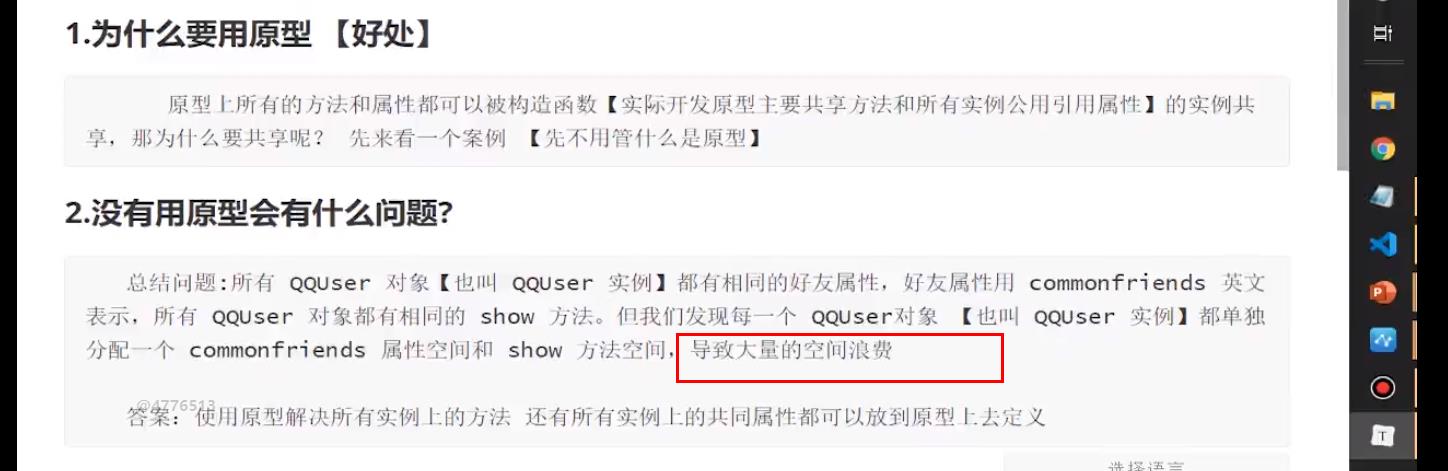 1.为什么要用原型 【好处】
原型上所有的方法和属性都可以被构造函数【实际开发原型主要共享方法和所有实例公用引用属性】的实例共
享，那为什么要共享呢？ 先来看一个案例 【先不用管什么是原型】
2.没有用原型会有什么问题?
总结问题:所有 QQUser 对象【也叫 QQUser 实例】都有相同的好友属性，好友属性用 commonfriends 英文
表示，所有 QQUser 对象都有相同的 show 方法。但我们发现每一个 QQUser对象 【也叫 QQUser 实例】都单独
分配一个 commonfriends 属性空间和 show 方法空间，导致大量的空间浪费
@4776513
答案: 使用原型解决所有实例上的方法 还有所有实例上的共同属性都可以放到原型上去定义
选择语言